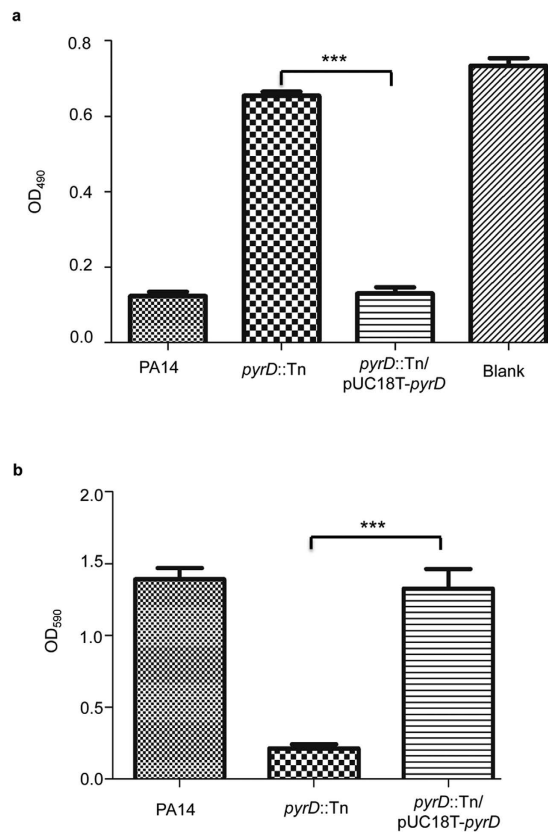 a
0.8
0.6
0.4
0.2
0.0
OD490
***
PA14
pyrD::Tn
pyrD::Tn/
pUC18T-pyrD
Blank
b
2.0
1.5
1.0
0.5
0.0
OD590
***
PA14
pyrD::Tn
pyrD::Tn/
pUC18T-pyrD